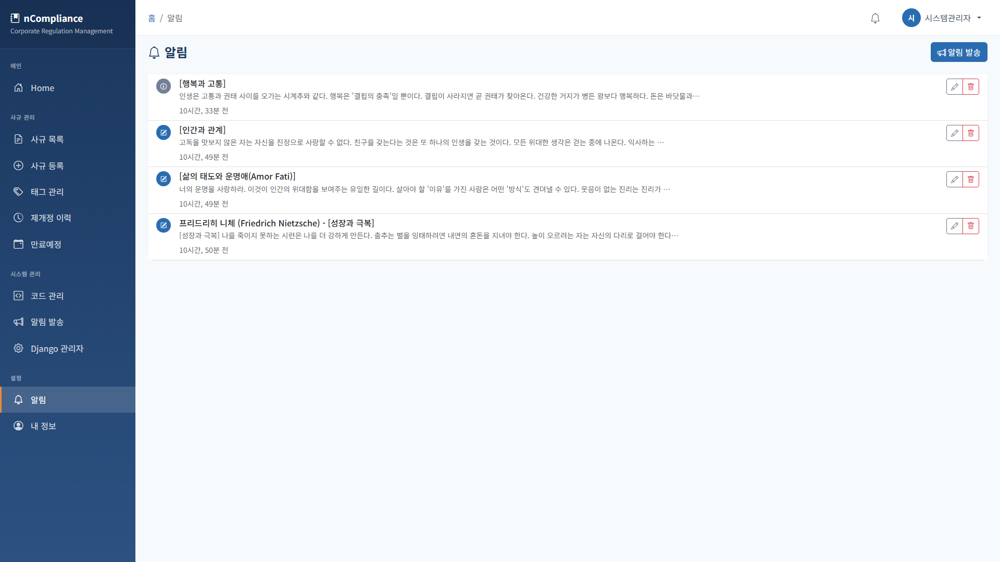 nCompliance
Corporate Regulation Management
메인
Home
사규 관리
사규 목록
사규 등록
태그 관리
제개정 이력
만료예정
시스템 관리
코드 관리
알림 발송
Django 관리자
설정
알림
내 정보
홈 / 알림
시 시스템관리자
알림
알림 발송
[행복과 고통]
인생은 고통과 권태 사이를 오가는 시계추와 같다. 행복은 '결핍의 충족'일 뿐이다. 결핍이 사라지면 곧 권태가 찾아온다. 건강한 거지가 병든 왕보다 행복하다. 돈은 바닷물과…
10시간, 33분 전
[인간과 관계]
고독을 맛보지 않은 자는 자신을 진정으로 사랑할 수 없다. 친구를 갖는다는 것은 또 하나의 인생을 갖는 것이다. 모든 위대한 생각은 걷는 중에 나온다. 익사하는 …
10시간, 49분 전
[삶의 태도와 운명애(Amor Fati)]
너의 운명을 사랑하라. 이것이 인간의 위대함을 보여주는 유일한 길이다. 살아야 할 '이유'를 가진 사람은 어떤 '방식'도 견뎌낼 수 있다. 웃음이 없는 진리는 진리가 …
10시간, 49분 전
프리드리히 니체 (Friedrich Nietzsche) - [성장과 극복]
[성장과 극복] 나를 죽이지 못하는 시련은 나를 더 강하게 만든다. 춤추는 별을 잉태하려면 내면의 혼돈을 지녀야 한다. 높이 오르려는 자는 자신의 다리로 걸어야 한다…
10시간, 50분 전